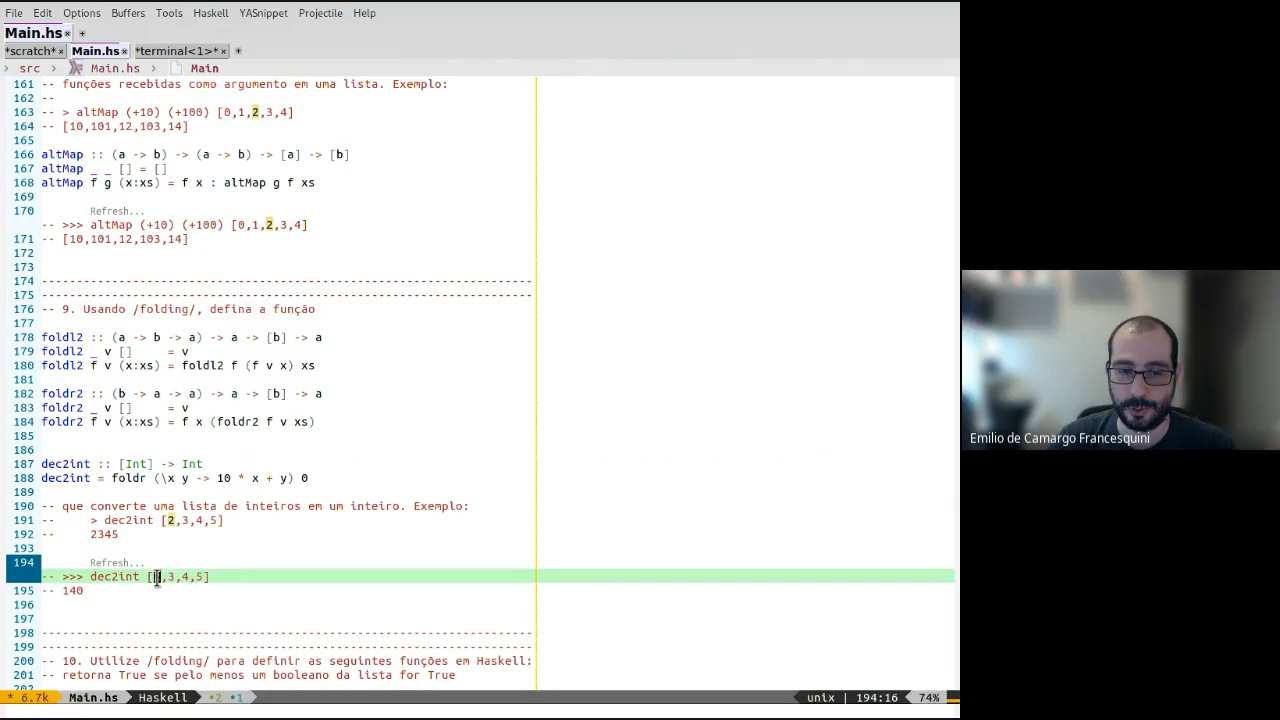 File Edit Options Buffers Tools Haskell YASnippet Projectile Help
Main.hs × +
*scratch* × Main.hs × *terminal<1>* × +
› src › Main.hs › Main
161 -- funções recebidas como argumento em uma lista. Exemplo:
162 --
163 -- > altMap (+10) (+100) [0,1,2,3,4]
164 -- [10,101,12,103,14]
165
166 altMap :: (a -> b) -> (a -> b) -> [a] -> [b]
167 altMap _ _ [] = []
168 altMap f g (x:xs) = f x : altMap g f xs
169
170 Refresh...
-- >>> altMap (+10) (+100) [0,1,2,3,4]
171 -- [10,101,12,103,14]
172
173
174 ----------------------------------------------------------------------
175 ----------------------------------------------------------------------
176 -- 9. Usando /folding/, defina a função
177
178 foldl2 :: (a -> b -> a) -> a -> [b] -> a
179 foldl2 _ v [] = v
180 foldl2 f v (x:xs) = foldl2 f (f v x) xs
181
182 foldr2 :: (b -> a -> a) -> a -> [b] -> a
183 foldr2 _ v [] = v
184 foldr2 f v (x:xs) = f x (foldr2 f v xs)
185
186
187 dec2int :: [Int] -> Int
188 dec2int = foldr (\x y -> 10 * x + y) 0
189
190 -- que converte uma lista de inteiros em um inteiro. Exemplo:
191 -- > dec2int [2,3,4,5]
192 -- 2345
193
194 Refresh...
-- >>> dec2int [ ,3,4,5]
195 -- 140
196
197
198 ----------------------------------------------------------------------
199 ----------------------------------------------------------------------
200 -- 10. Utilize /folding/ para definir as seguintes funções em Haskell:
201 -- retorna True se pelo menos um booleano da lista for True
* 6.7k Main.hs Haskell •2 •1 unix | 194:16 74%
Emilio de Camargo Francesquini